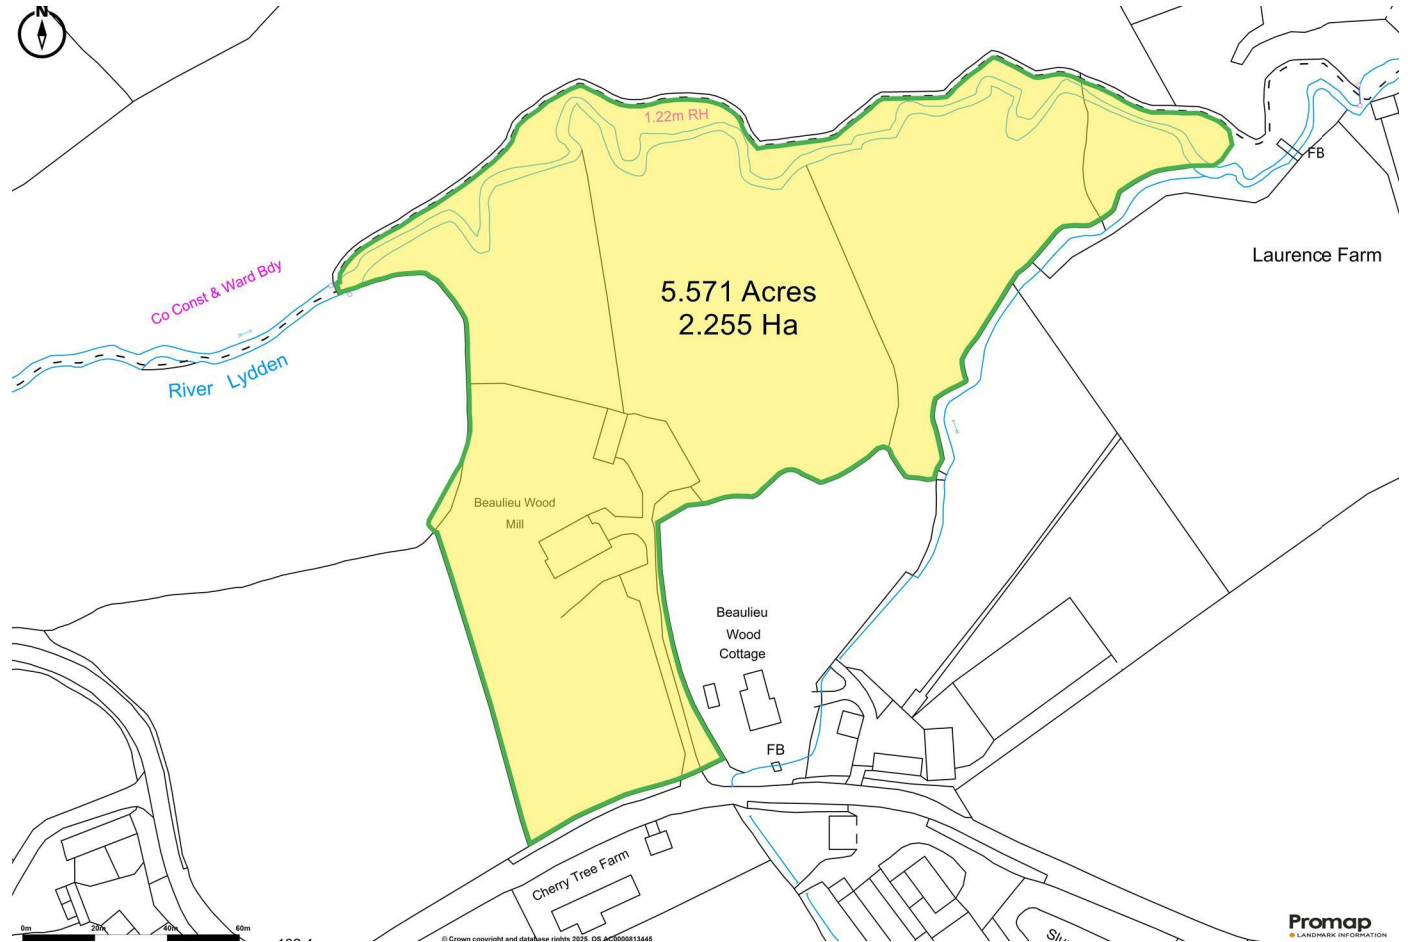 N
1.22m RH
FB
Laurence Farm
Co Const & Ward Bdy
River Lydden
5.571 Acres
2.255 Ha
Beaulieu Wood
Mill
Beaulieu
Wood
Cottage
FB
Cherry Tree Farm
0m 20m 40m 60m
© Crown copyright and database rights 2025. OS AC0000813445
Promap
LANDMARK INFORMATION